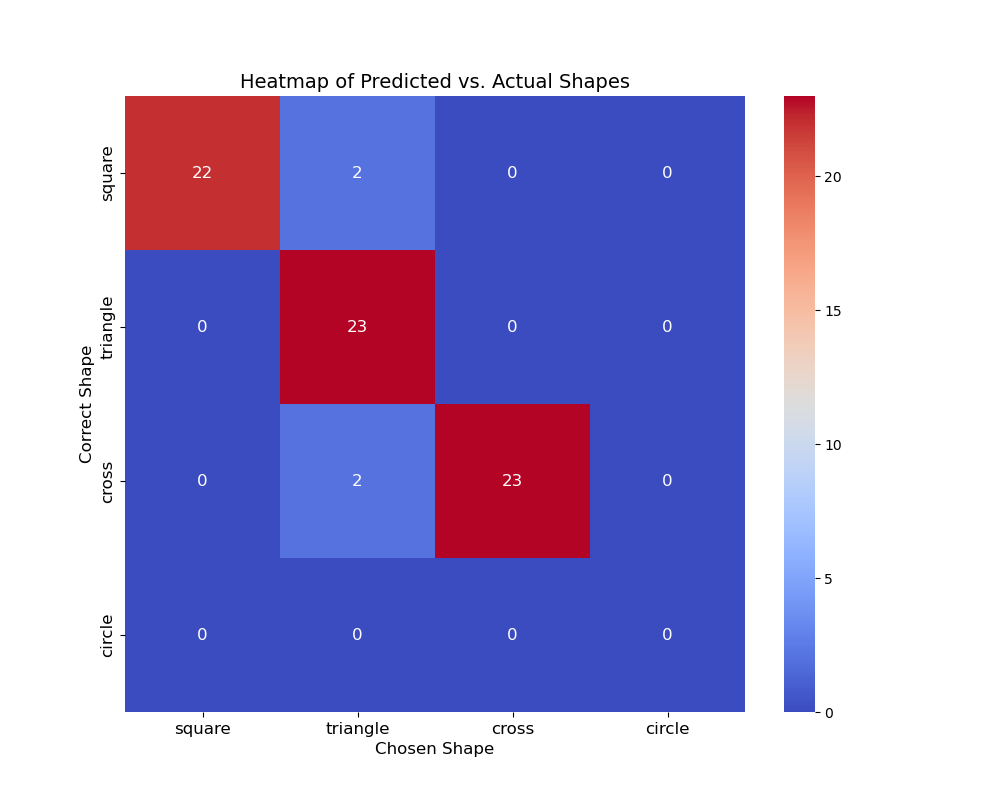 Heatmap of Predicted vs. Actual Shapes
square
22 2 0 0
20
triangle
0 23 0 0
15
Correct Shape
10
cross
0 2 23 0
5
circle
0 0 0 0
0
square triangle cross circle
Chosen Shape